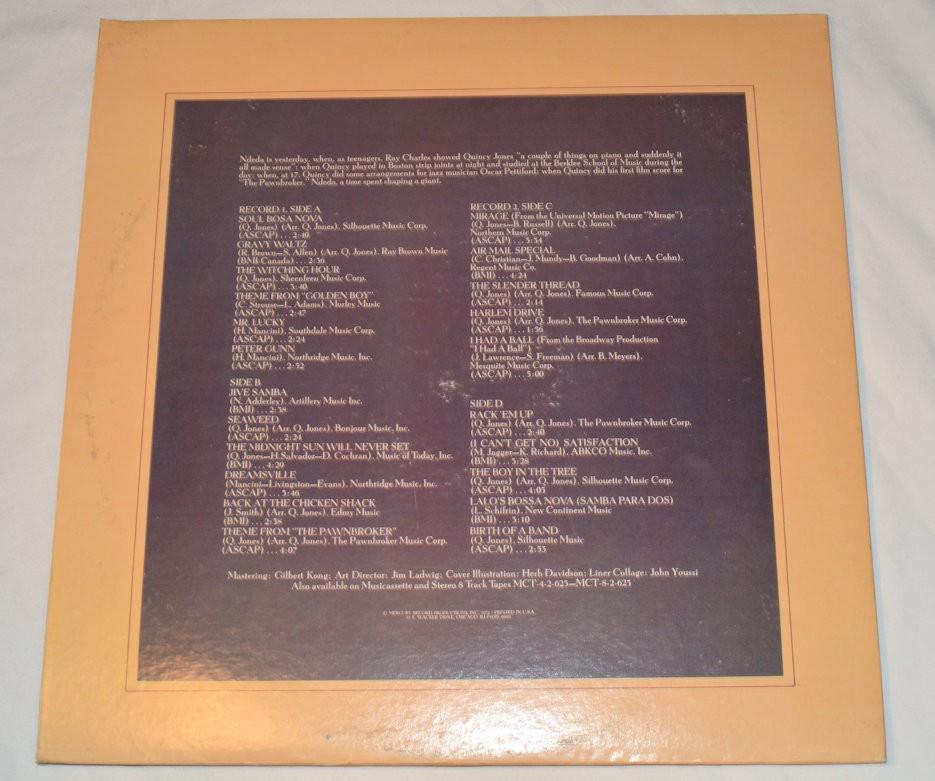 Ndeda is yesterday, when, as teenagers, Ray Charles showed Quincy Jones "a couple of things on piano and suddenly it
all made sense"; when Quincy played in Boston strip joints at night and studied at the Berklee School of Music during the
day; when, at 17, Quincy did some arrangements for jazz musician Oscar Pettiford; when Quincy did his first film score for
"The Pawnbroker." Ndeda, a time spent shaping a giant.
RECORD 1, SIDE A
SOUL BOSA NOVA
(Q. Jones) (Arr. Q. Jones), Silhouette Music Corp.
(ASCAP) . . . 2:40
GRAVY WALTZ
(R. Brown—S. Allen) (Arr. Q. Jones), Ray Brown Music
(BMI-Canada) . . . 2:36
THE WITCHING HOUR
(Q. Jones), Sheenfeen Music Corp.
(ASCAP) . . . 3:40
THEME FROM "GOLDEN BOY"
(C. Strouse—L. Adams), Morley Music
(ASCAP) . . . 2:47
MR. LUCKY
(H. Mancini), Southdale Music Corp.
(ASCAP) . . . 2:24
PETER GUNN
(H. Mancini), Northridge Music, Inc.
(ASCAP) . . . 2:32
SIDE B
JIVE SAMBA
(N. Adderley), Artillery Music Inc.
(BMI) . . . 2:38
SEAWEED
(Q. Jones) (Arr. Q. Jones), Bonjour Music, Inc.
(ASCAP) . . . 2:24
THE MIDNIGHT SUN WILL NEVER SET
(Q. Jones—H. Salvador—D. Cochran), Music of Today, Inc.
(BMI) . . . 4:29
DREAMSVILLE
(Mancini—Livingston—Evans), Northridge Music, Inc.
(ASCAP) . . . 3:46
BACK AT THE CHICKEN SHACK
(J. Smith) (Arr. Q. Jones), Edmy Music
(BMI) . . . 2:58
THEME FROM "THE PAWNBROKER"
(Q. Jones) (Arr. Q. Jones), The Pawnbroker Music Corp.
(ASCAP) . . . 4:07
RECORD 2, SIDE C
MIRAGE (From the Universal Motion Picture "Mirage")
(Q. Jones—B. Russell) (Arr. Q. Jones),
Northern Music Corp.
(ASCAP) . . . 3:34
AIR MAIL SPECIAL
(C. Christian—J. Mundy—B. Goodman) (Arr. A. Cohn),
Regent Music Co.
(BMI) . . . 4:24
THE SLENDER THREAD
(Q. Jones) (Arr. Q. Jones), Famous Music Corp.
(ASCAP) . . . 2:14
HARLEM DRIVE
(Q. Jones) (Arr. Q. Jones), The Pawnbroker Music Corp.
(ASCAP) . . . 1:36
I HAD A BALL (From the Broadway Production
"I Had A Ball")
(J. Lawrence—S. Freeman) (Arr. B. Meyers),
Mesquite Music Corp.
(ASCAP) . . . 3:00
SIDE D
RACK 'EM UP
(Q. Jones) (Arr. Q. Jones), The Pawnbroker Music Corp.
(ASCAP) . . . 2:40
(I CAN'T GET NO) SATISFACTION
(M. Jagger—K. Richard), ABKCO Music, Inc.
(BMI) . . . 3:28
THE BOY IN THE TREE
(Q. Jones) (Arr. Q. Jones), Silhouette Music Corp.
(ASCAP) . . . 4:05
LALO'S BOSSA NOVA (SAMBA PARA DOS)
(L. Schifrin), New Continent Music
(BMI) . . . 3:10
BIRTH OF A BAND
(Q. Jones), Silhouette Music
(ASCAP) . . . 2:33
Mastering: Gilbert Kong; Art Director: Jim Ladwig; Cover Illustration: Herb Davidson; Liner Collage: John Youssi
Also available on Musicassette and Stereo 8 Track Tapes MCT-4-2-623—MCT-8-2-623
© MERCURY RECORD PRODUCTIONS, INC. 1972 / PRINTED IN U.S.A.
E. WACKER DRIVE, CHICAGO, ILLINOIS